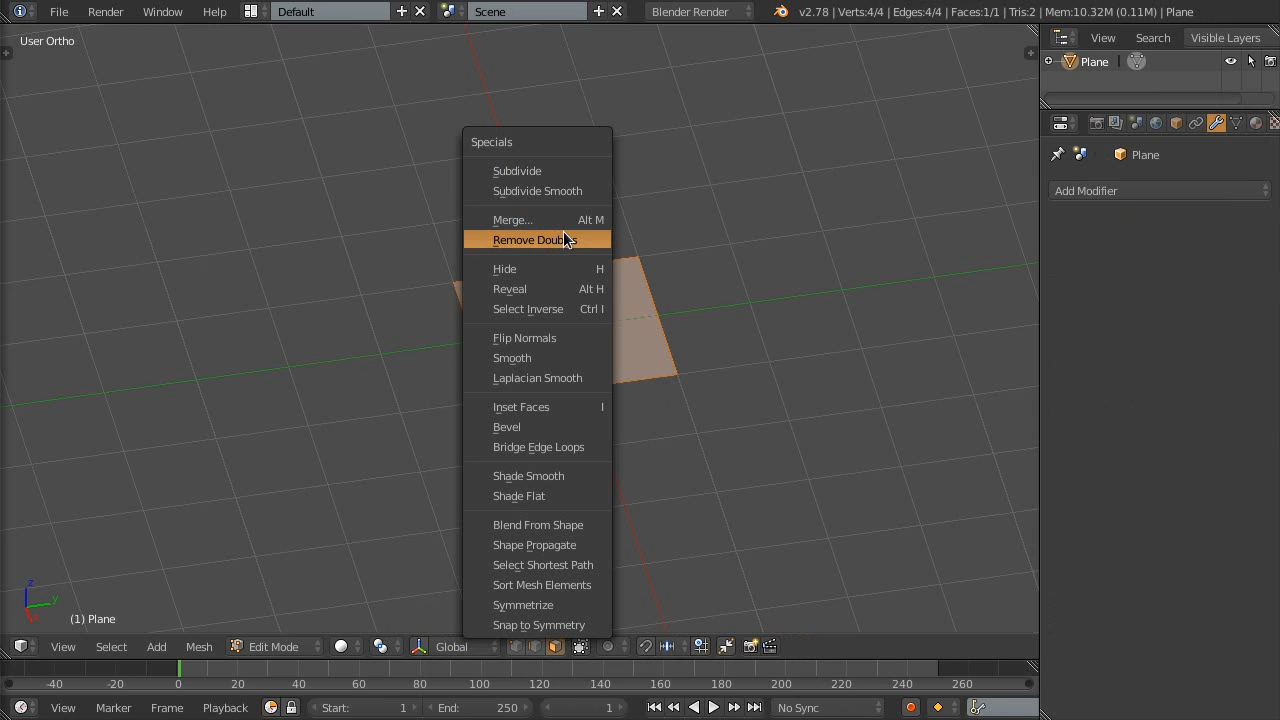 File Render Window Help Default Scene Blender Render v2.78 | Verts:4/4 | Edges:4/4 | Faces:1/1 | Tris:2 | Mem:10.32M (0.11M) | Plane
User Ortho
View Search Visible Layers
Plane
Plane
Add Modifier
Specials
Subdivide
Subdivide Smooth
Merge... Alt M
Remove Doubles
Hide H
Reveal Alt H
Select Inverse Ctrl I
Flip Normals
Smooth
Laplacian Smooth
Inset Faces I
Bevel
Bridge Edge Loops
Shade Smooth
Shade Flat
Blend From Shape
Shape Propagate
Select Shortest Path
Sort Mesh Elements
Symmetrize
Snap to Symmetry
z
y
x
(1) Plane
View Select Add Mesh Edit Mode Global
-40 -20 0 20 40 60 80 100 120 140 160 180 200 220 240 260
View Marker Frame Playback Start: 1 End: 250 1 No Sync